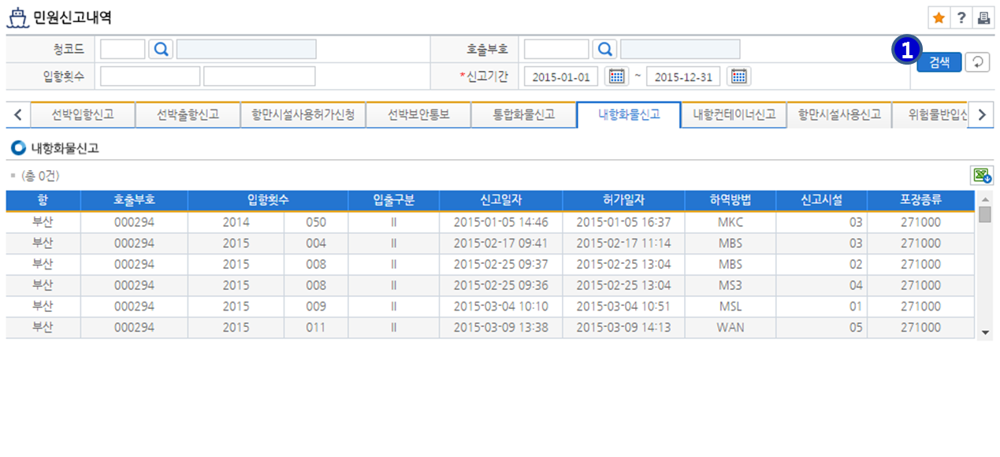 민원신고내역 ?
청코드 호출부호 1
입항횟수 *신고기간 2015-01-01 ~ 2015-12-31 검색
선박입항신고 선박출항신고 항만시설사용허가신청 선박보안통보 통합화물신고 내항화물신고 내항컨테이너신고 항만시설사용신고 위험물반입신
내항화물신고
(총 0건)
항 호출부호 입항횟수 입출구분 신고일자 허가일자 하역방법 신고시설 포장종류
부산 000294 2014 050 II 2015-01-05 14:46 2015-01-05 16:37 MKC 03 271000
부산 000294 2015 004 II 2015-02-17 09:41 2015-02-17 11:14 MBS 03 271000
부산 000294 2015 008 II 2015-02-25 09:37 2015-02-25 13:04 MBS 02 271000
부산 000294 2015 008 II 2015-02-25 09:36 2015-02-25 13:04 MS3 04 271000
부산 000294 2015 009 II 2015-03-04 10:10 2015-03-04 10:51 MSL 01 271000
부산 000294 2015 011 II 2015-03-09 13:38 2015-03-09 14:13 WAN 05 271000